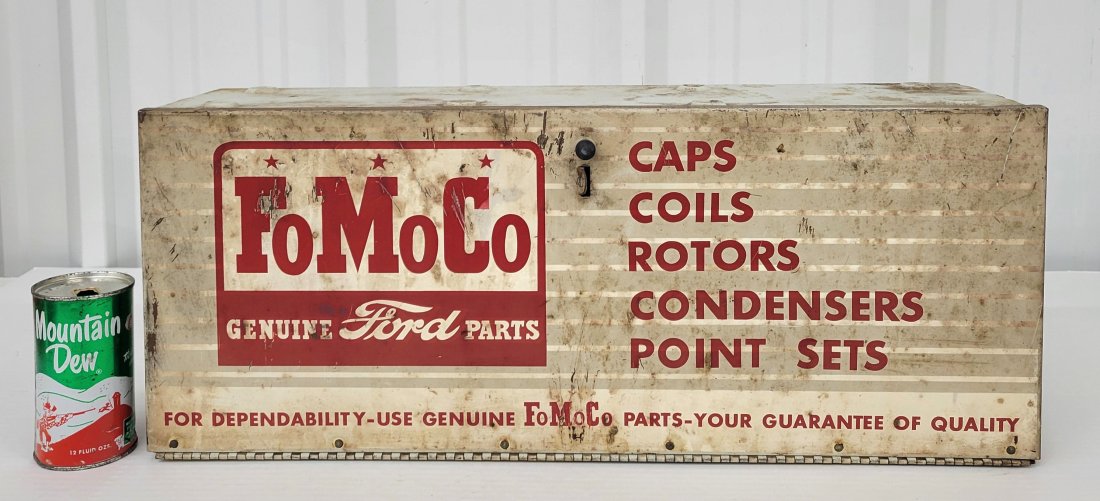 FoMoCo
GENUINE Ford PARTS
CAPS
COILS
ROTORS
CONDENSERS
POINT SETS
FOR DEPENDABILITY-USE GENUINE FoMoCo PARTS-YOUR GUARANTEE OF QUALITY
Mountain
Dew
12 FLUID OZS.